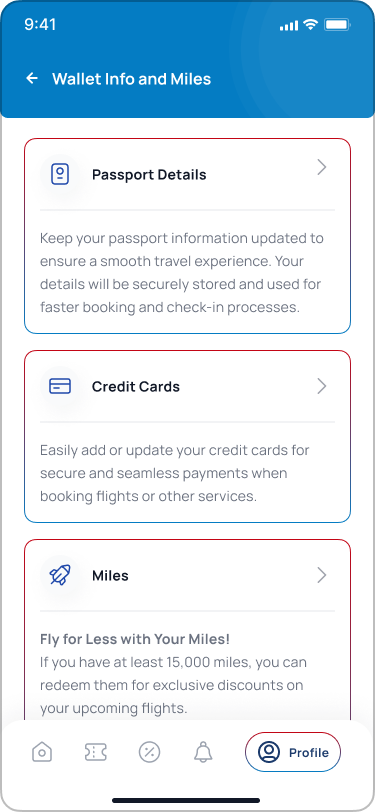 9:41
Wallet Info and Miles
Passport Details
Keep your passport information updated to
ensure a smooth travel experience. Your
details will be securely stored and used for
faster booking and check-in processes.
Credit Cards
Easily add or update your credit cards for
secure and seamless payments when
booking flights or other services.
Miles
Fly for Less with Your Miles!
If you have at least 15,000 miles, you can
redeem them for exclusive discounts on
your upcoming flights.
Profile